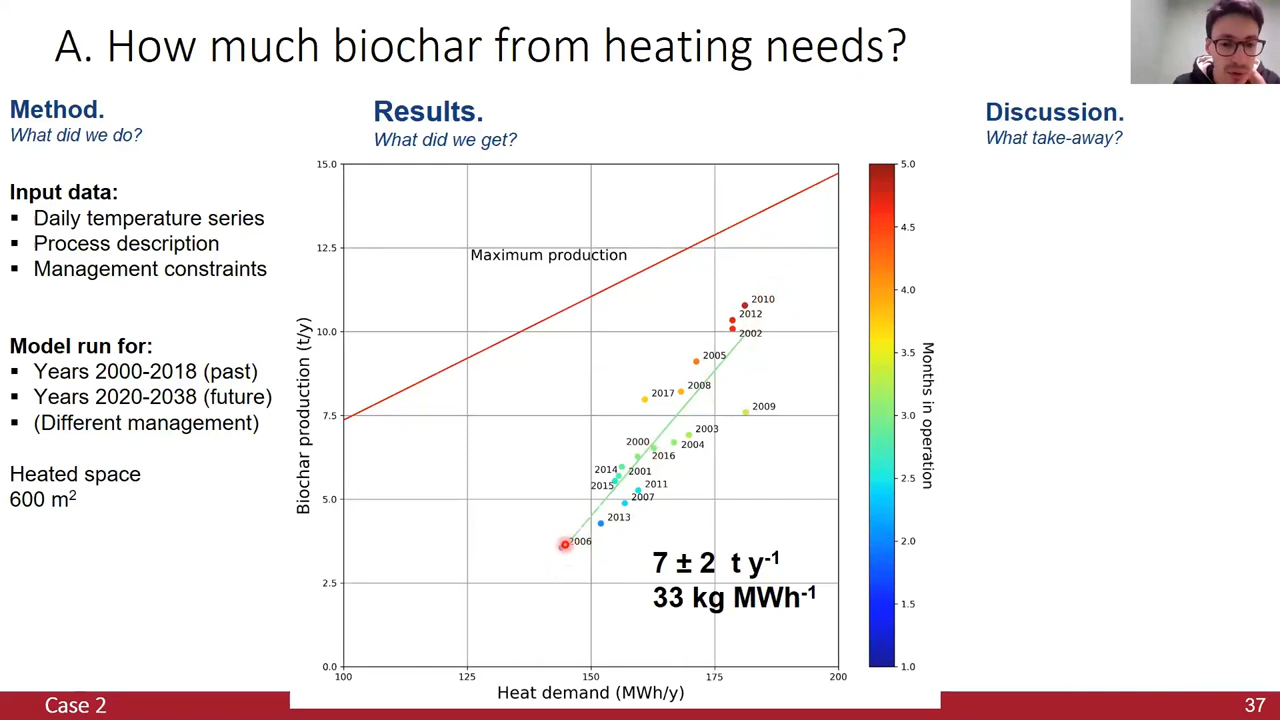 A. How much biochar from heating needs?
Method.
What did we do?
Input data:
▪ Daily temperature series
▪ Process description
▪ Management constraints
Model run for:
▪ Years 2000-2018 (past)
▪ Years 2020-2038 (future)
▪ (Different management)
Heated space
600 m²
Results.
What did we get?
15.0
12.5
10.0
7.5
5.0
2.5
0.0
Biochar production (t/y)
Maximum production
2010
2012
2002
2005
2008
2017
2009
2003
2004
2000
2016
2014
2001
2015
2011
2007
2013
2006
7 ± 2 t y⁻¹
33 kg MWh⁻¹
100
125
150
175
200
Heat demand (MWh/y)
5.0
4.5
4.0
3.5
3.0
2.5
2.0
1.5
1.0
Months in operation
Discussion.
What take-away?
Case 2
37